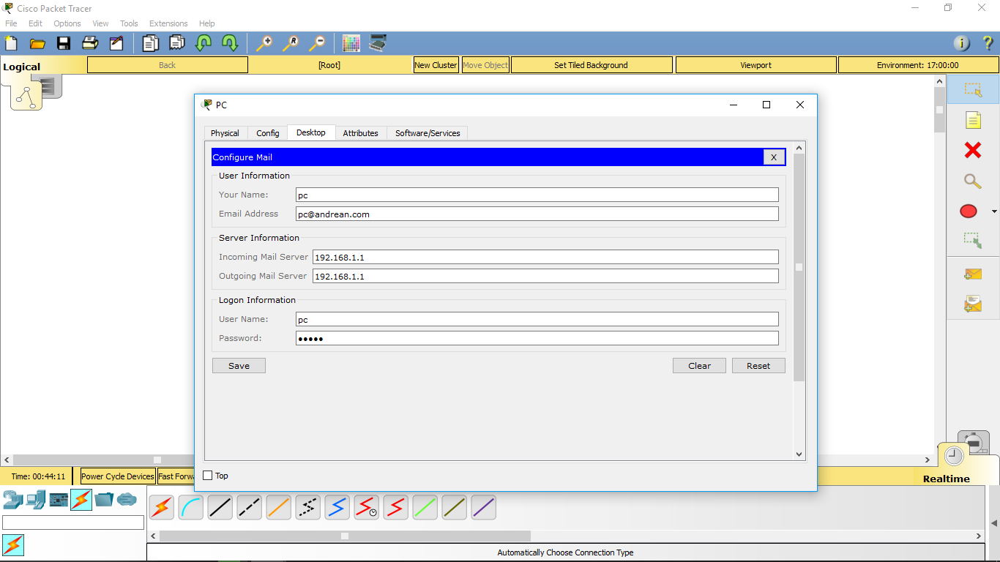 Cisco Packet Tracer
File Edit Options View Tools Extensions Help
R i ?
Logical Back [Root] New Cluster Move Object Set Tiled Background Viewport Environment: 17:00:00
PC
Physical Config Desktop Attributes Software/Services
Configure Mail X
User Information
Your Name: pc
Email Address pc@andrean.com
Server Information
Incoming Mail Server 192.168.1.1
Outgoing Mail Server 192.168.1.1
Logon Information
User Name: pc
Password: ●●●●●
Save Clear Reset
Top
Time: 00:44:11 Power Cycle Devices Fast Forwa
Realtime
Automatically Choose Connection Type